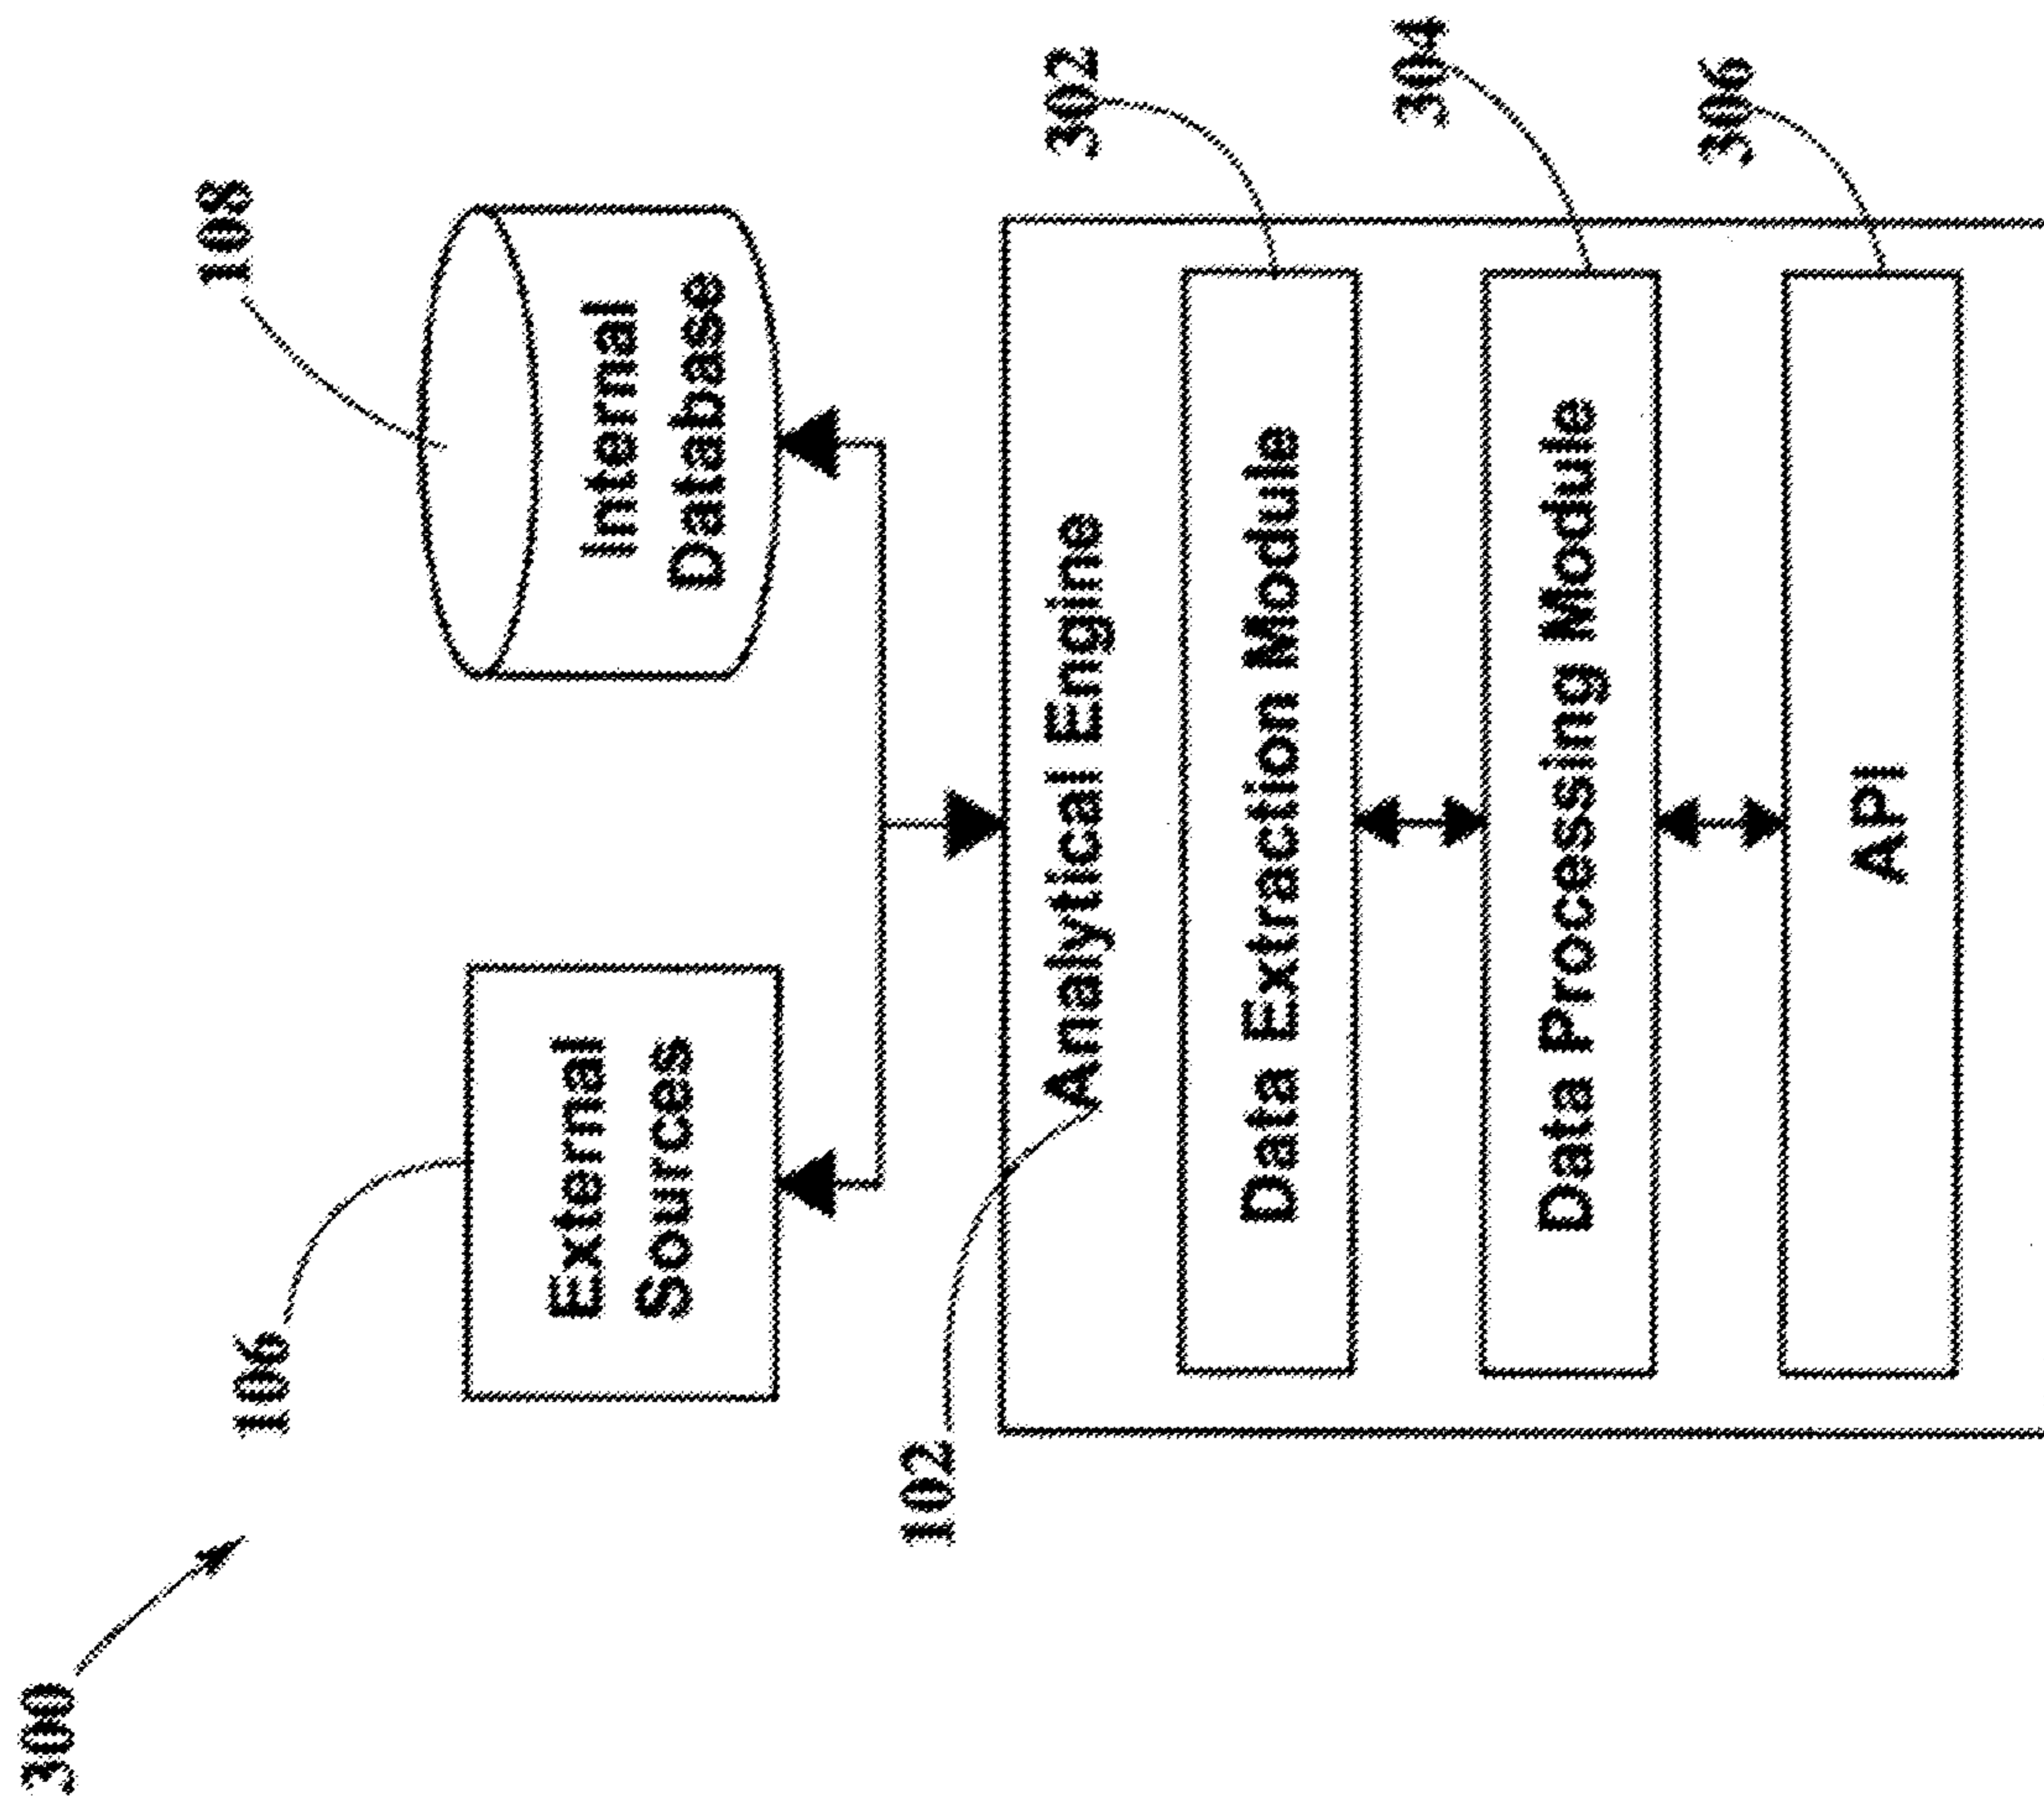 300
106
108
External
Sources
Internal
Database
102
302
Analytical Engine
Data Extraction Module
304
Data Processing Module
306
API